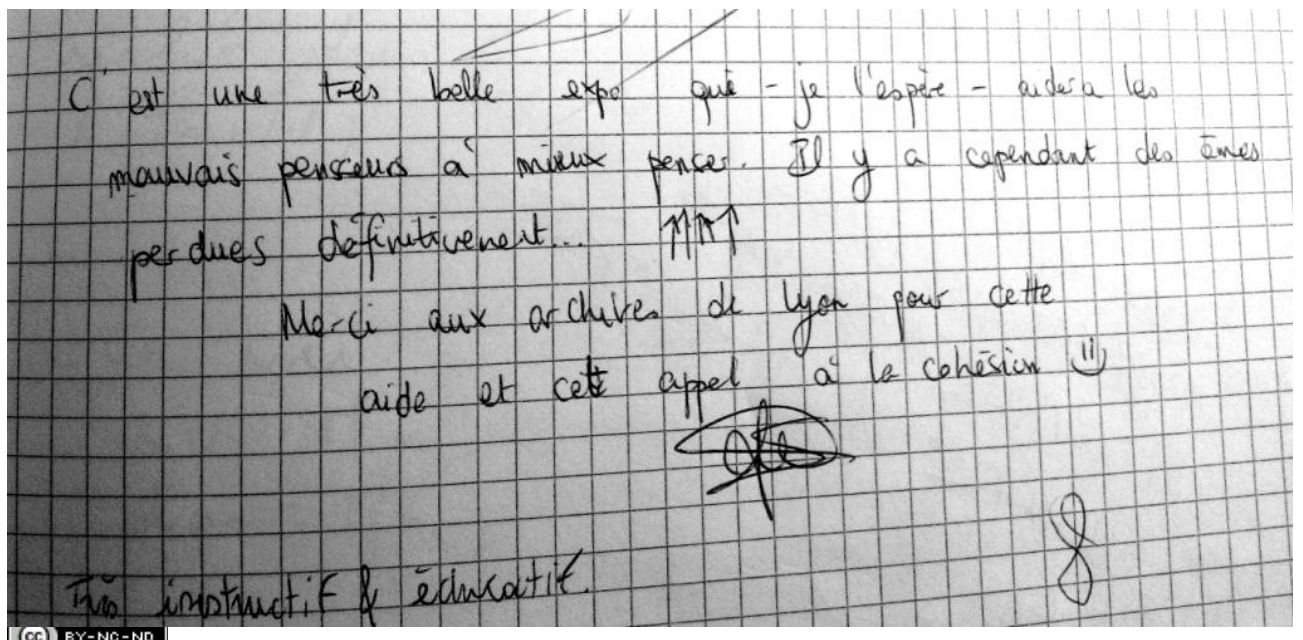 C'est une très belle expo qui - je l'espère - aidera les
mauvais penseurs à mieux penser. Il y a cependant des âmes
perdues définitivement... ↑↑↑↑
Merci aux archives de Lyon pour cette
aide et cet appel à la cohésion
Très instructif & éducatif.
(cc) BY-NC-ND